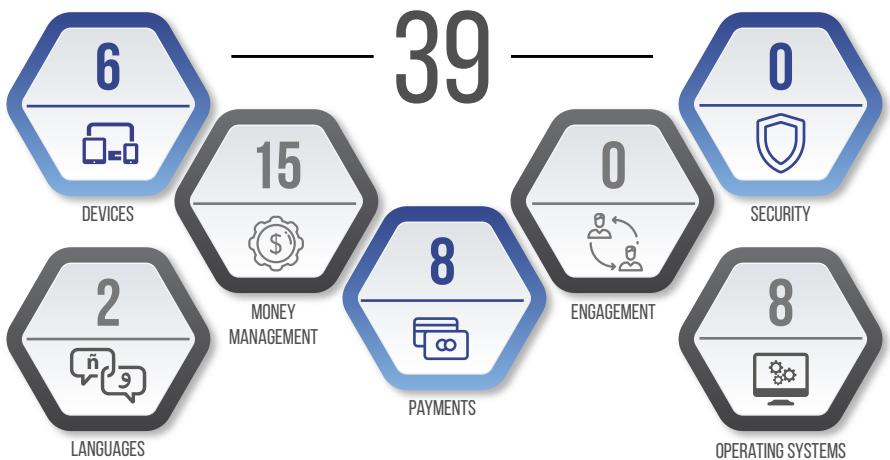 39
6
DEVICES
15
MONEY
MANAGEMENT
8
PAYMENTS
0
ENGAGEMENT
0
SECURITY
2
ñ
و
LANGUAGES
8
OPERATING SYSTEMS